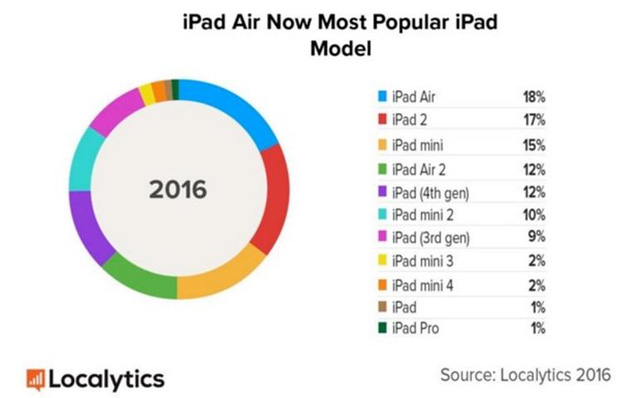 iPad Air Now Most Popular iPad
Model
2016
iPad Air 18%
iPad 2 17%
iPad mini 15%
iPad Air 2 12%
iPad (4th gen) 12%
iPad mini 2 10%
iPad (3rd gen) 9%
iPad mini 3 2%
iPad mini 4 2%
iPad 1%
iPad Pro 1%
Localytics
Source: Localytics 2016